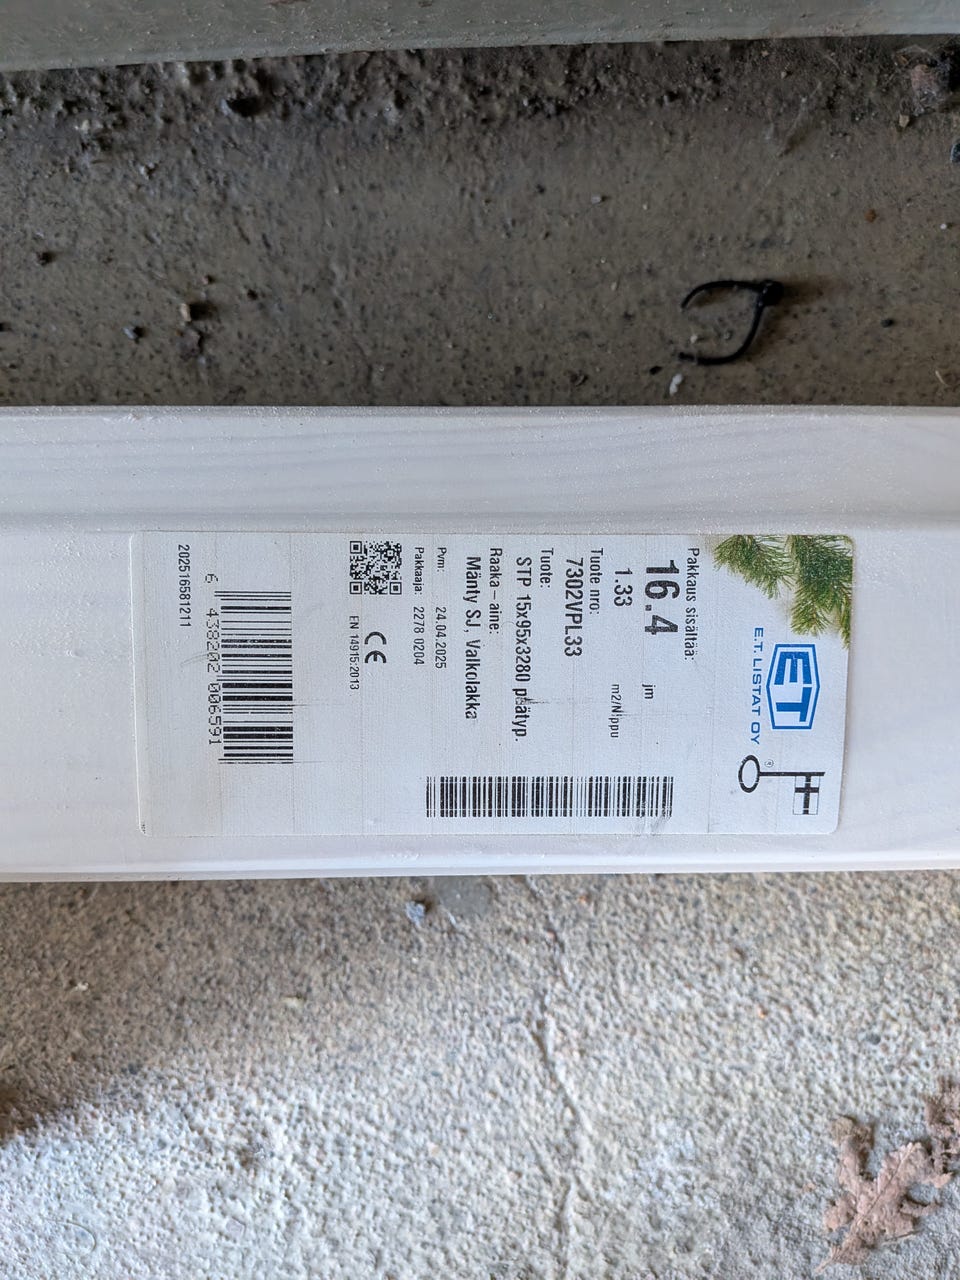 ET
E.T. LISTAT OY
®
Pakkaus sisältää:
16.4 jm
1.33 m2/Nippu
Tuote nro:
7302VPL33
Tuote:
STP 15x95x3280 päätyp.
Raaka-aine:
Mänty SJ, Valkolakka
Pvm: 24.04.2025
Pakkaaja: 2278 0204
CE EN 14915:2013
6 438202 006591
202516581211